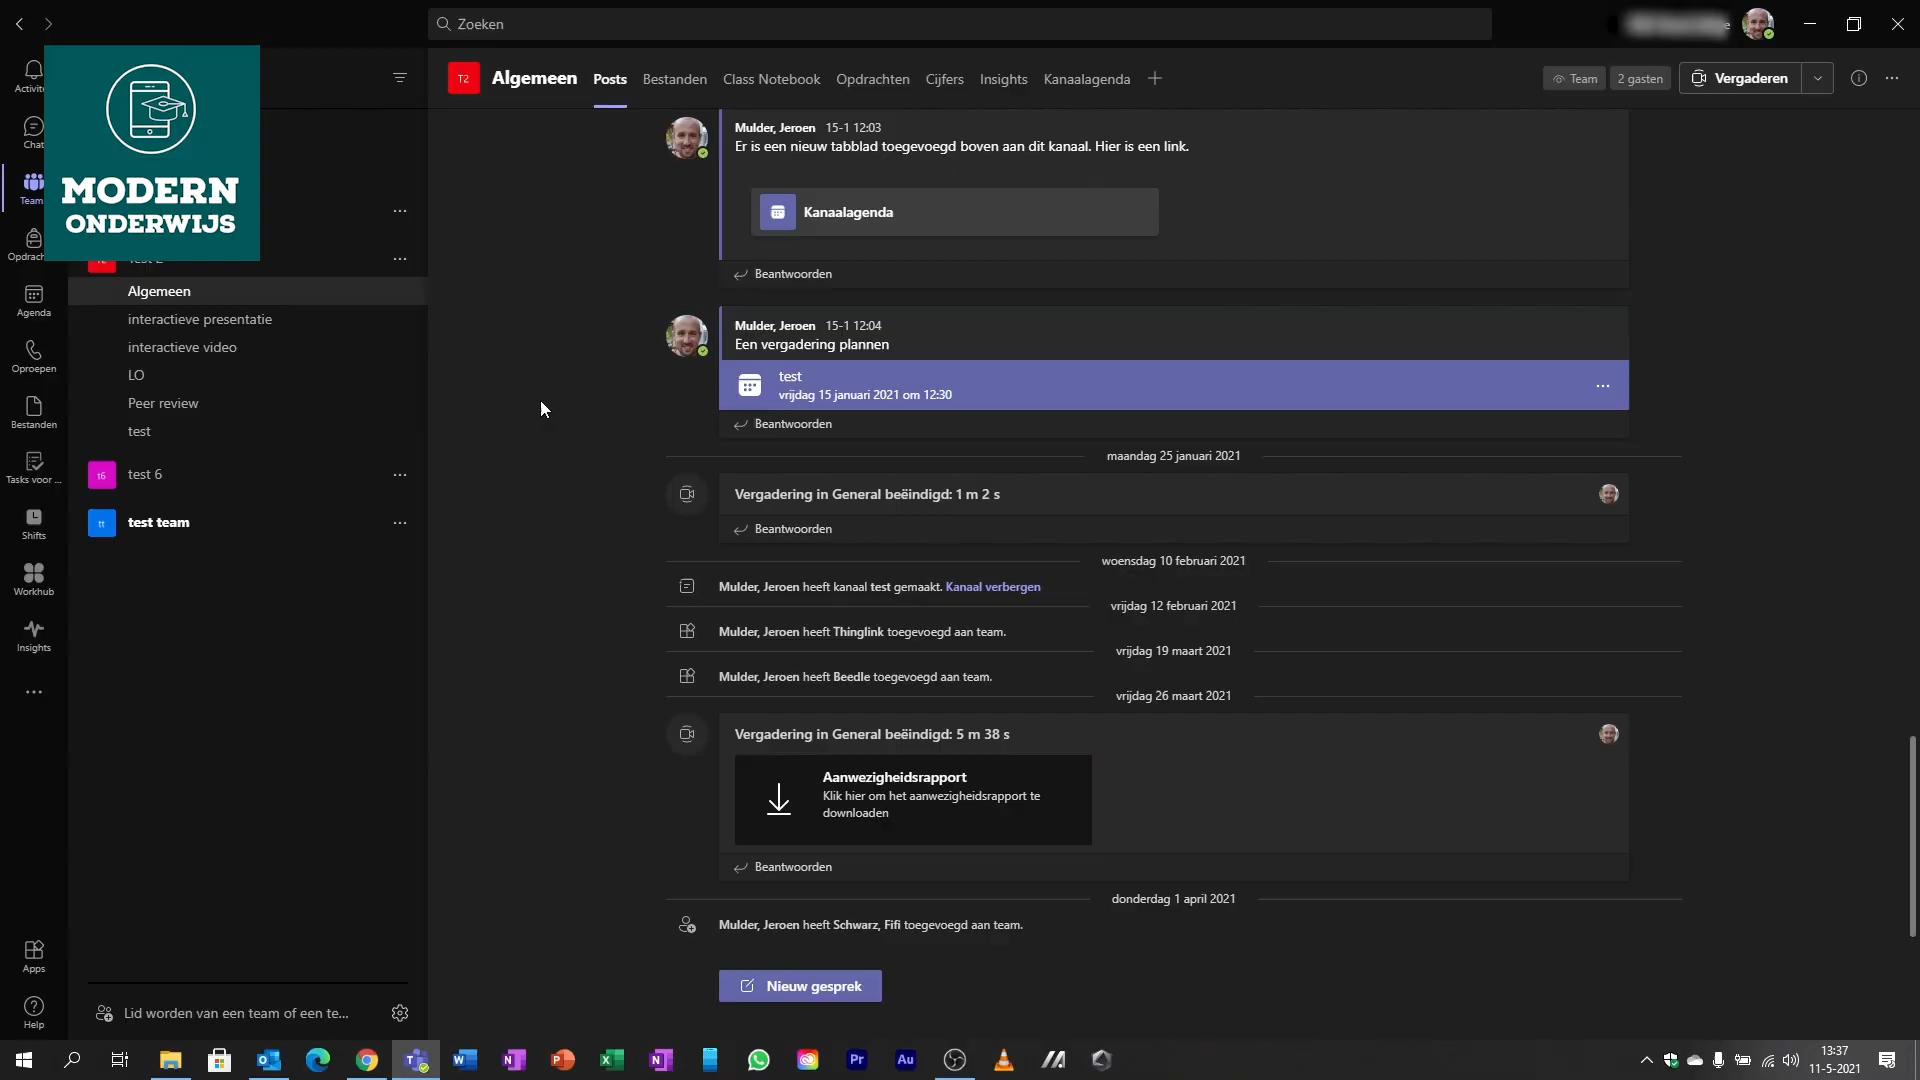 Zoeken
Activite
Chat
Team
Opdrach
Agenda
Oproepen
Bestanden
Tasks voor ...
Shifts
Workhub
Insights
Apps
Help
MODERN
ONDERWIJS
Algemeen
interactieve presentatie
interactieve video
LO
Peer review
test
t6
test 6
tt
test team
Lid worden van een team of een te...
T2
Algemeen
Posts
Bestanden
Class Notebook
Opdrachten
Cijfers
Insights
Kanaalagenda
Team
2 gasten
Vergaderen
Mulder, Jeroen 15-1 12:03
Er is een nieuw tabblad toegevoegd boven aan dit kanaal. Hier is een link.
Kanaalagenda
Beantwoorden
Mulder, Jeroen 15-1 12:04
Een vergadering plannen
test
vrijdag 15 januari 2021 om 12:30
Beantwoorden
maandag 25 januari 2021
Vergadering in General beëindigd: 1 m 2 s
Beantwoorden
woensdag 10 februari 2021
Mulder, Jeroen heeft kanaal test gemaakt. Kanaal verbergen
vrijdag 12 februari 2021
Mulder, Jeroen heeft Thinglink toegevoegd aan team.
vrijdag 19 maart 2021
Mulder, Jeroen heeft Beedle toegevoegd aan team.
vrijdag 26 maart 2021
Vergadering in General beëindigd: 5 m 38 s
Aanwezigheidsrapport
Klik hier om het aanwezigheidsrapport te
downloaden
Beantwoorden
donderdag 1 april 2021
Mulder, Jeroen heeft Schwarz, Fifi toegevoegd aan team.
Nieuw gesprek
Pr
Au
13:37
11-5-2021